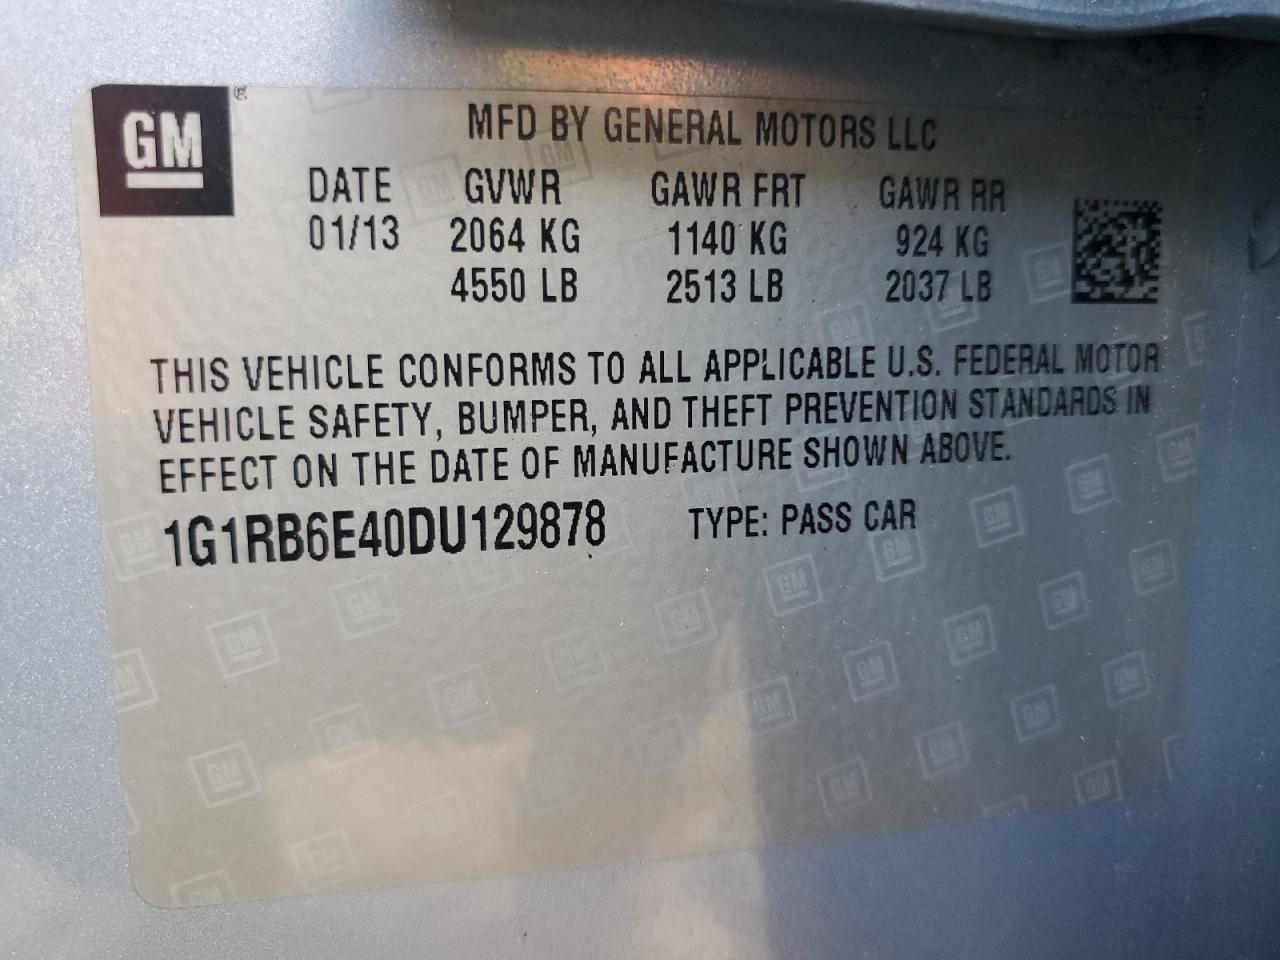 GM
MFD BY GENERAL MOTORS LLC
DATE GVWR GAWR FRT GAWR RR
01/13 2064 KG 1140 KG 924 KG
4550 LB 2513 LB 2037 LB
THIS VEHICLE CONFORMS TO ALL APPLICABLE U.S. FEDERAL MOTOR
VEHICLE SAFETY, BUMPER, AND THEFT PREVENTION STANDARDS IN
EFFECT ON THE DATE OF MANUFACTURE SHOWN ABOVE.
1G1RB6E40DU129878 TYPE: PASS CAR